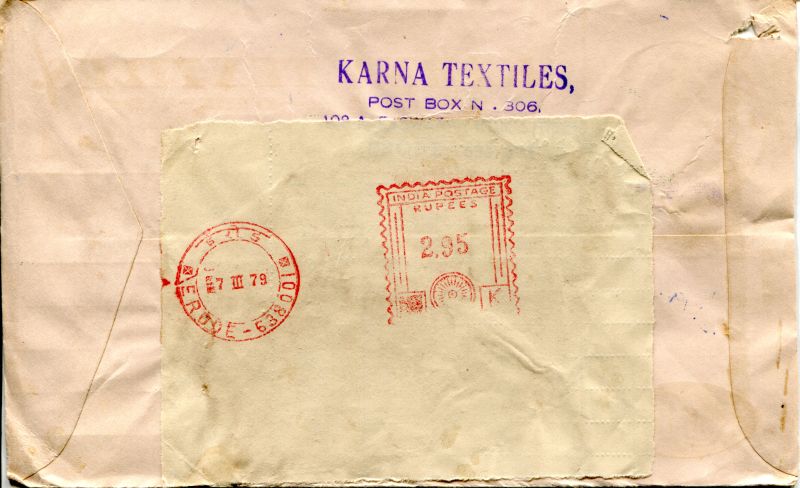 KARNA TEXTILES,
POST BOX N . 306,
INDIA POSTAGE
RUPEES
2.95
K
7 III 79
ERODE - 638001